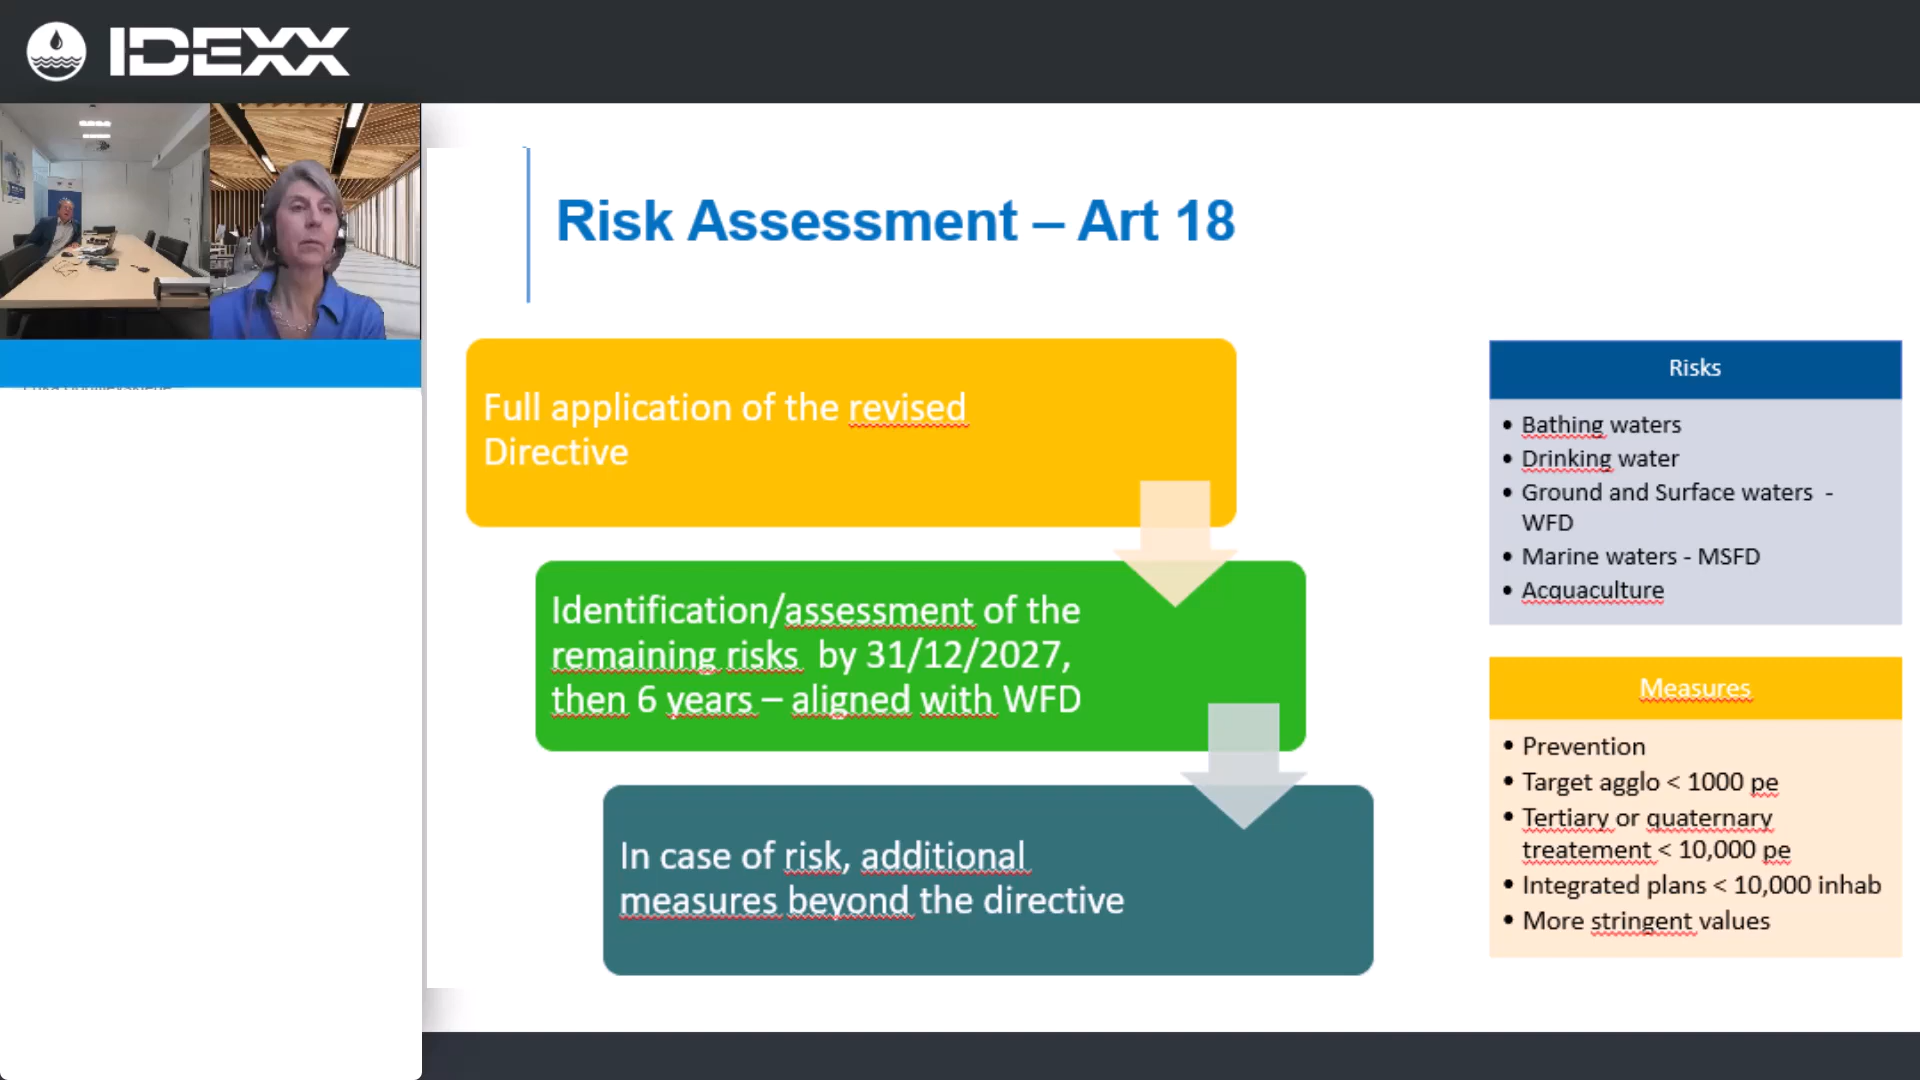 IDEXX
Risk Assessment – Art 18
Full application of the revised
Directive
Identification/assessment of the
remaining risks by 31/12/2027,
then 6 years – aligned with WFD
In case of risk, additional
measures beyond the directive
Risks
• Bathing waters
• Drinking water
• Ground and Surface waters -
WFD
• Marine waters - MSFD
• Acquaculture
Measures
• Prevention
• Target agglo < 1000 pe
• Tertiary or quaternary
treatement < 10,000 pe
• Integrated plans < 10,000 inhab
• More stringent values